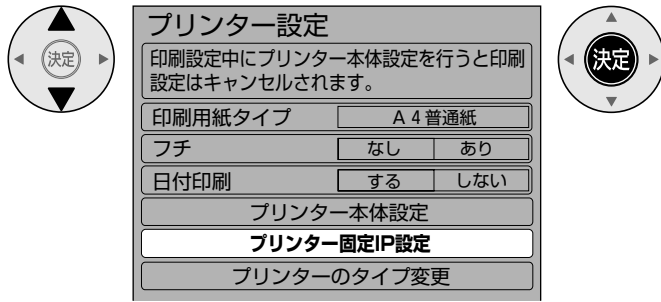 プリンター設定
印刷設定中にプリンター本体設定を行うと印刷
設定はキャンセルされます。
決定
決定
印刷用紙タイプ A4普通紙
フチ なし あり
日付印刷 する しない
プリンター本体設定
プリンター固定IP設定
プリンターのタイプ変更